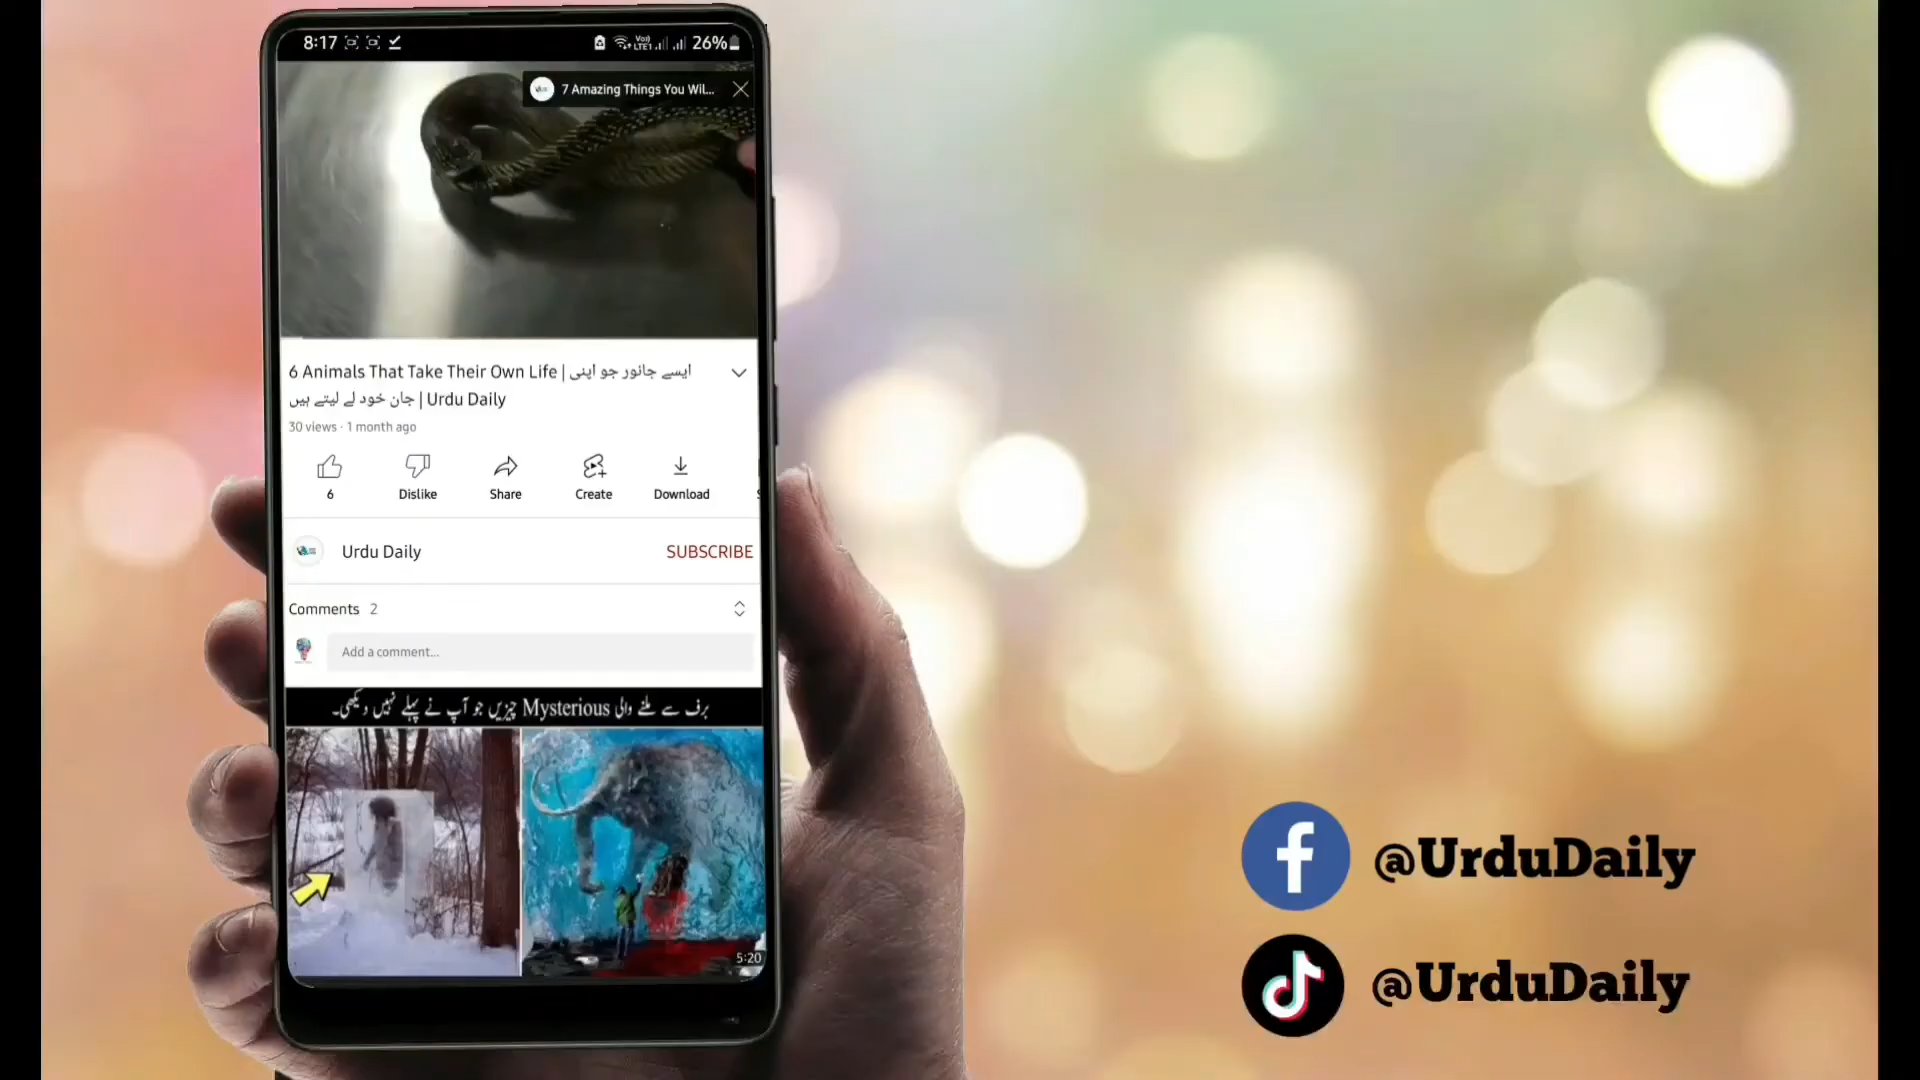 8:17
Vo)) LTE1 26%
7 Amazing Things You Wil...
6 Animals That Take Their Own Life | ایسے جانور جو اپنی
جان خود لے لیتے ہیں | Urdu Daily
30 views · 1 month ago
6 Dislike Share Create Download
Urdu Daily SUBSCRIBE
Comments 2
Add a comment...
برف سے ملنے والی Mysterious چیزیں جو آپ نے پہلے نہیں دیکھی۔
5:20
@UrduDaily
@UrduDaily